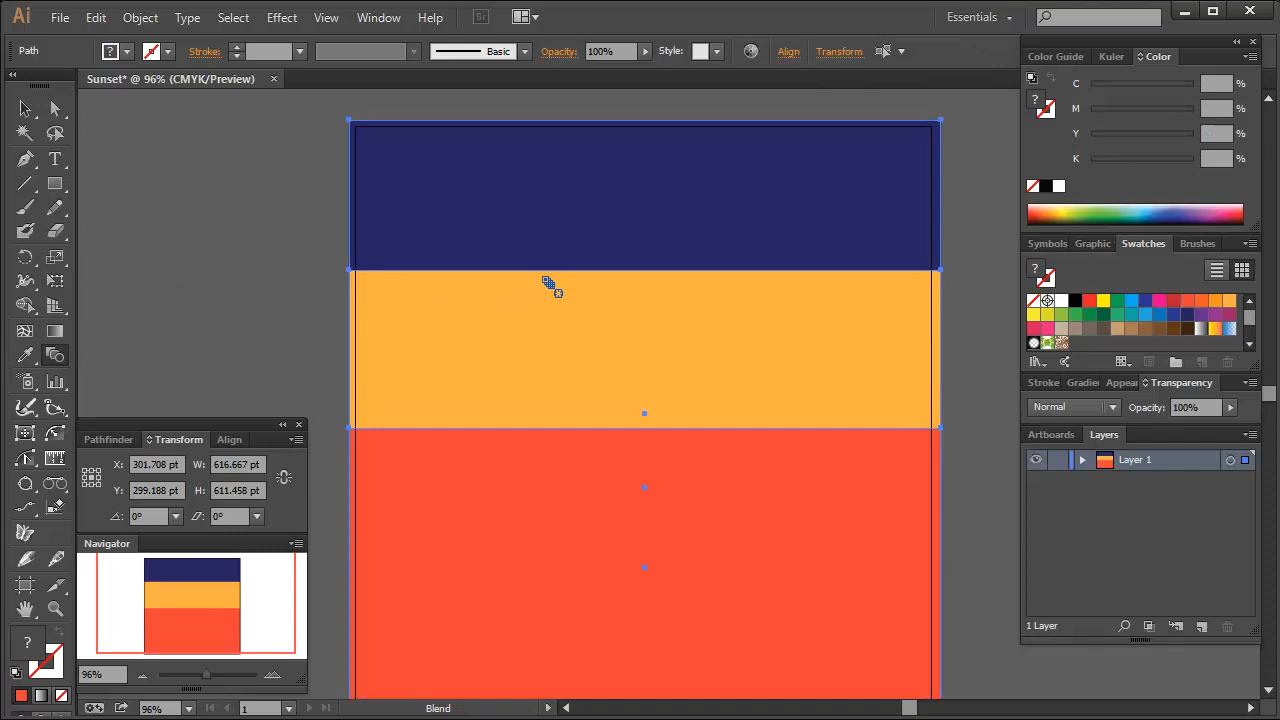 Ai File Edit Object Type Select Effect View Window Help Br Essentials
Path ? Stroke: Basic Opacity: 100% Style: Align Transform
Sunset* @ 96% (CMYK/Preview)
Color Guide Kuler Color
? C %
M %
Y %
K %
Symbols Graphic Swatches Brushes
?
Stroke Gradie Appear Transparency
Normal Opacity: 100%
Artboards Layers
Layer 1
1 Layer
Pathfinder Transform Align
X: 301.708 pt W: 616.667 pt
Y: 299.188 pt H: 611.458 pt
0° 0°
Navigator
96%
?
96% 1 Blend